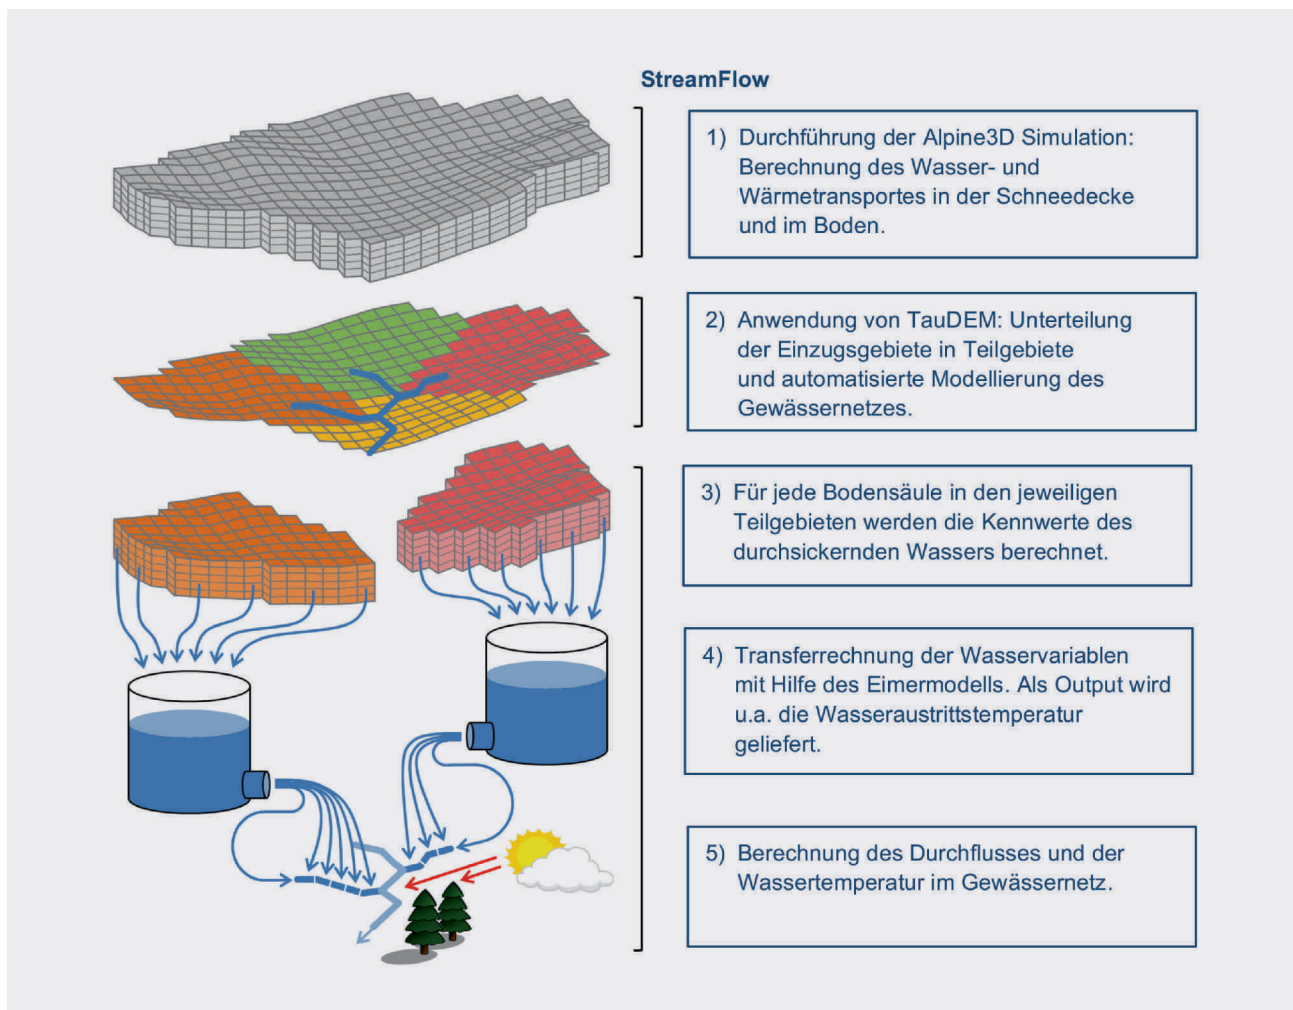 StreamFlow
1) Durchführung der Alpine3D Simulation:
Berechnung des Wasser- und
Wärmetransportes in der Schneedecke
und im Boden.
2) Anwendung von TauDEM: Unterteilung
der Einzugsgebiete in Teilgebiete
und automatisierte Modellierung des
Gewässernetzes.
3) Für jede Bodensäule in den jeweiligen
Teilgebieten werden die Kennwerte des
durchsickernden Wassers berechnet.
4) Transferrechnung der Wasservariablen
mit Hilfe des Eimermodells. Als Output wird
u.a. die Wasseraustrittstemperatur
geliefert.
5) Berechnung des Durchflusses und der
Wassertemperatur im Gewässernetz.